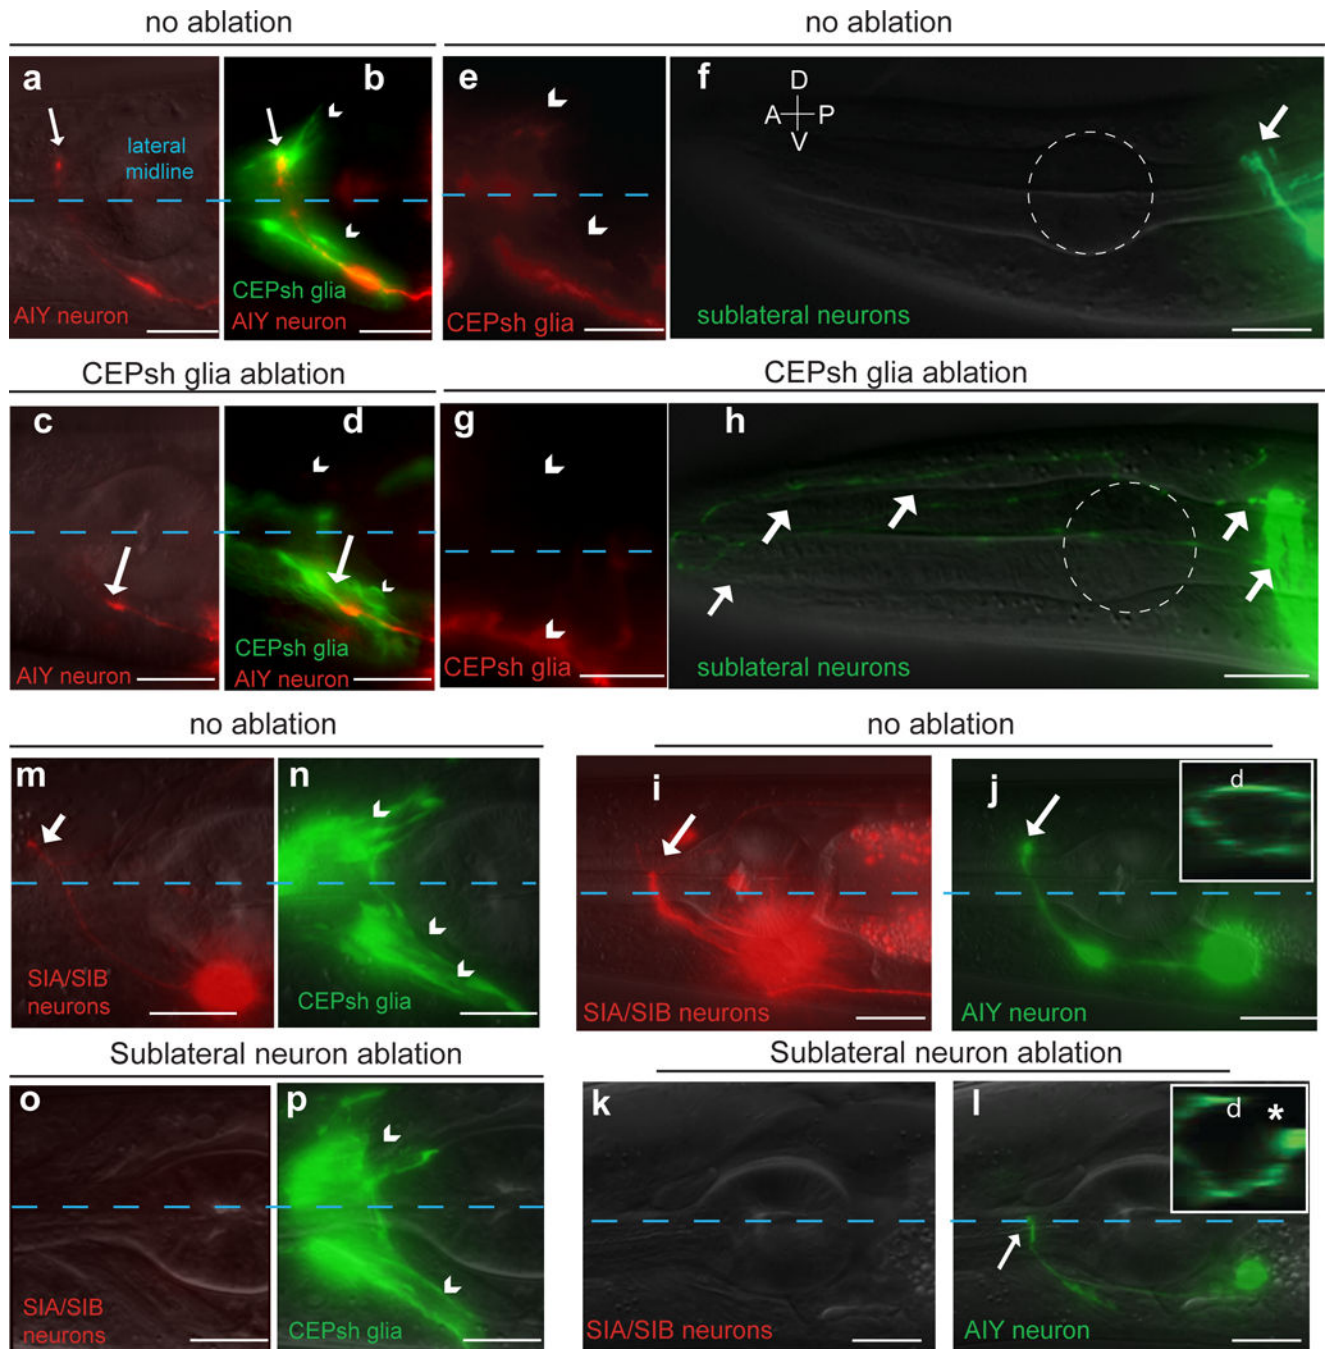 no ablation
no ablation
a
b
e
f
D
A
P
V
lateral
midline
AIY neuron
CEPsh glia
AIY neuron
CEPsh glia
sublateral neurons
CEPsh glia ablation
CEPsh glia ablation
c
d
g
h
AIY neuron
CEPsh glia
AIY neuron
CEPsh glia
sublateral neurons
no ablation
no ablation
m
n
i
j
d
SIA/SIB
neurons
CEPsh glia
SIA/SIB neurons
AIY neuron
Sublateral neuron ablation
Sublateral neuron ablation
o
p
k
l
d
*
SIA/SIB
neurons
CEPsh glia
SIA/SIB neurons
AIY neuron